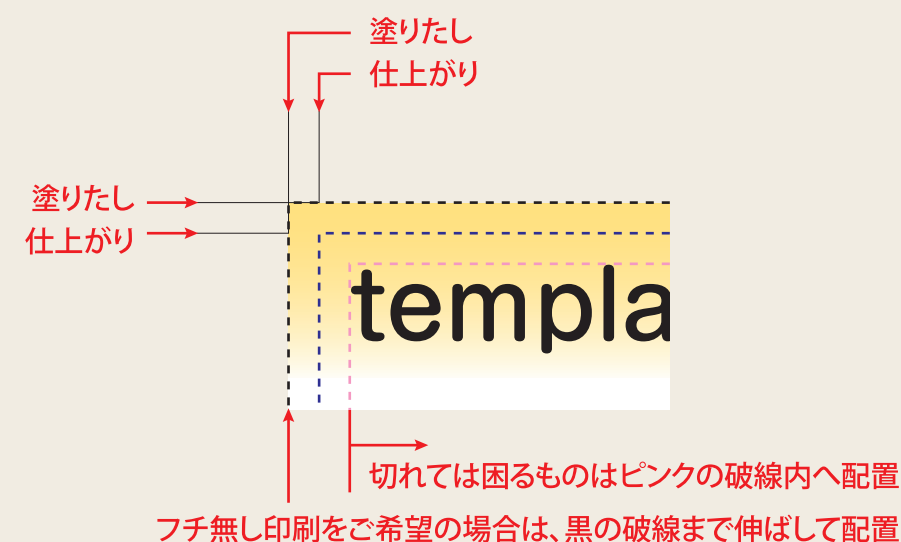 塗りたし
仕上がり
塗りたし
仕上がり
templa
切れては困るものはピンクの破線内へ配置
フチ無し印刷をご希望の場合は、黒の破線まで伸ばして配置